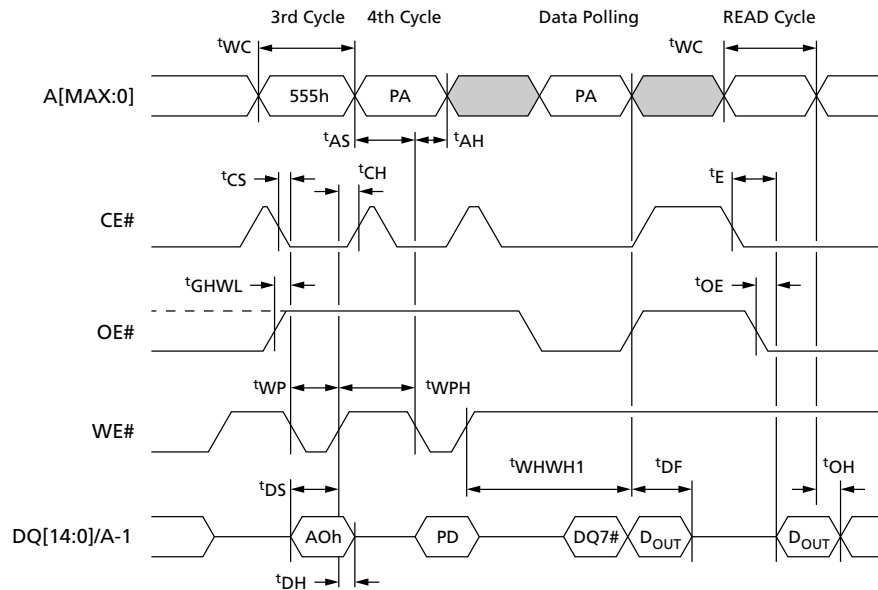 3rd Cycle 4th Cycle Data Polling READ Cycle
tWC tWC
A[MAX:0] 555h PA PA
tAS tAH
tCS tCH tE
CE#
tGHWL tOE
OE#
tWP tWPH
WE#
tWHWH1 tDF tOH
tDS
DQ[14:0]/A-1 AOh PD DQ7# DOUT DOUT
tDH